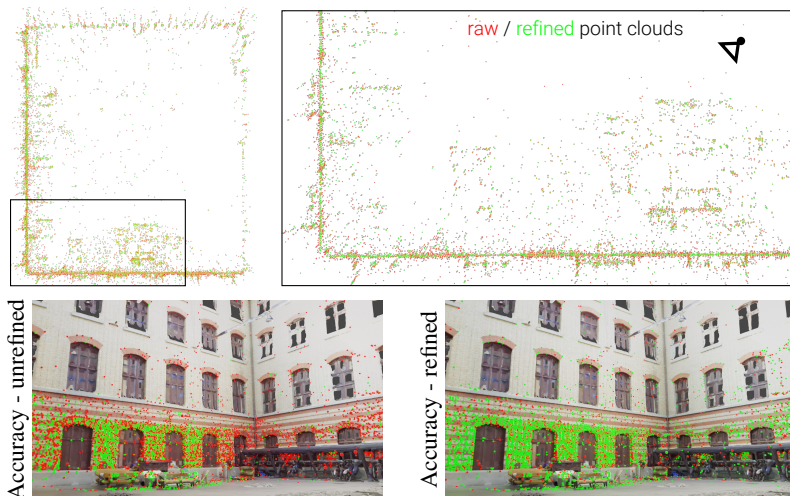 raw / refined point clouds
Accuracy - unrefined
Accuracy - refined